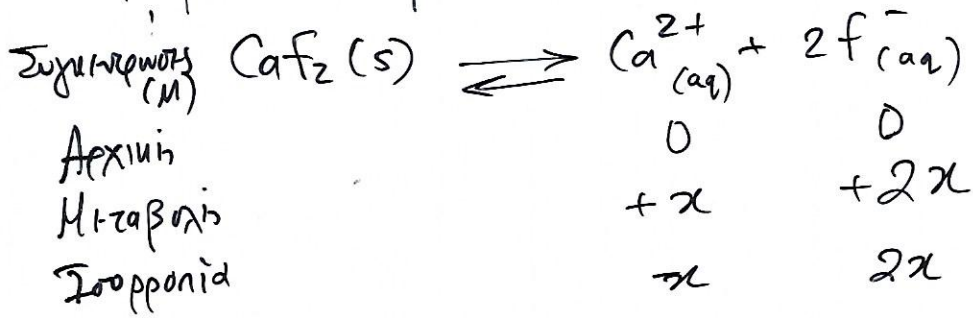 Συγκεντρώσεις CaF₂ (s) ⇌ Ca²⁺(aq) + 2F⁻(aq)
(M)
Αρχική 0 0
Μεταβολή +x +2x
Ισορροπία x 2x